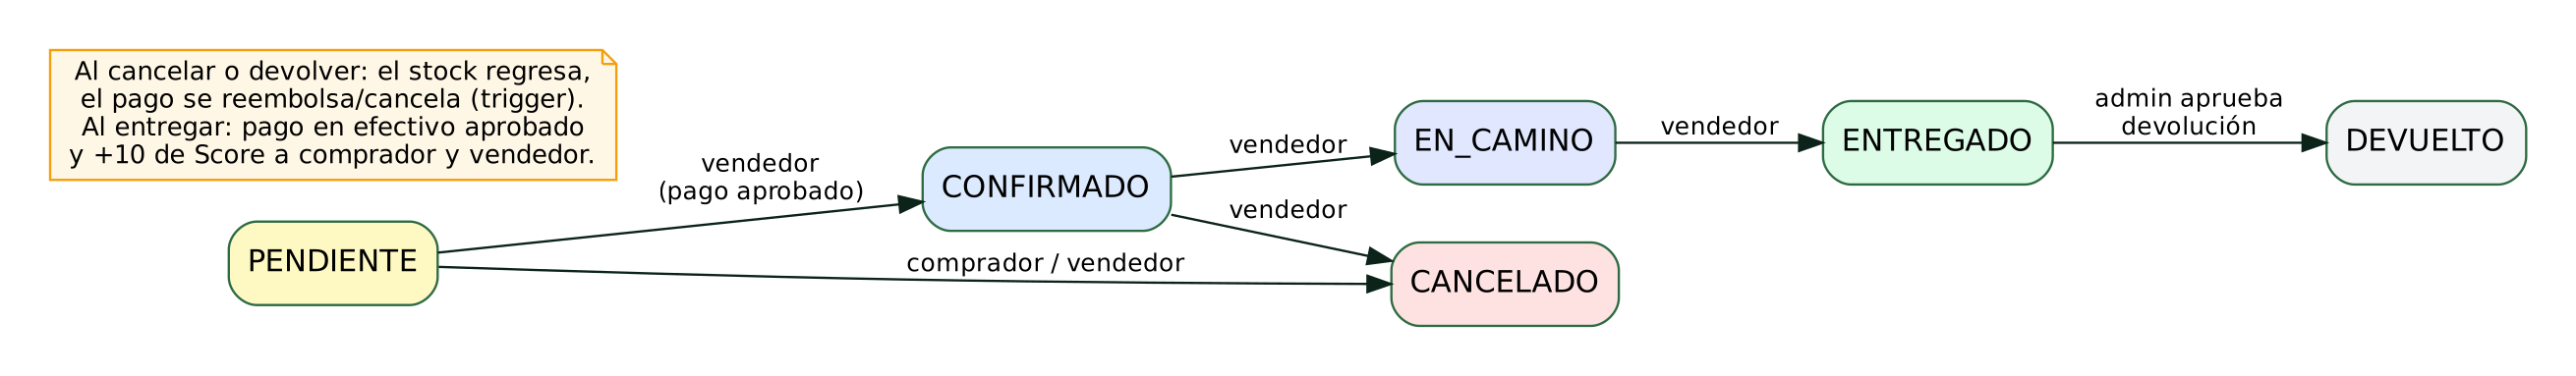 Al cancelar o devolver: el stock regresa,
el pago se reembolsa/cancela (trigger).
Al entregar: pago en efectivo aprobado
y +10 de Score a comprador y vendedor.
PENDIENTE
vendedor
(pago aprobado)
comprador / vendedor
CONFIRMADO
vendedor
vendedor
EN_CAMINO
CANCELADO
vendedor
ENTREGADO
admin aprueba
devolución
DEVUELTO